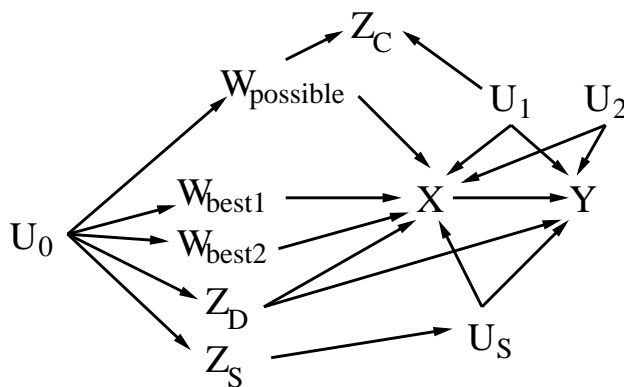 Z_C
W_possible
U_1
U_2
W_best1
X
Y
U_0
W_best2
Z_D
U_S
Z_S